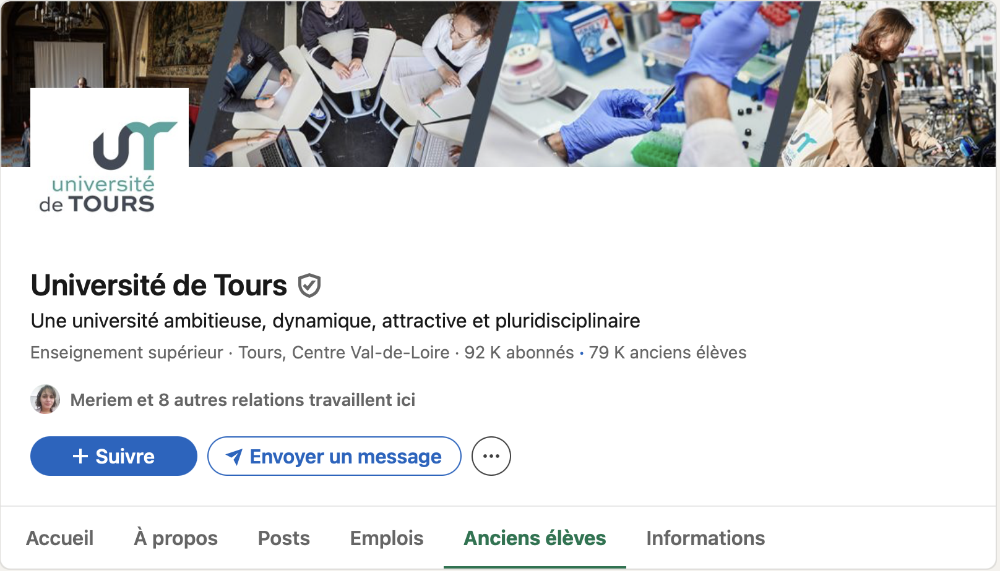 université
de TOURS
Université de Tours
Une université ambitieuse, dynamique, attractive et pluridisciplinaire
Enseignement supérieur · Tours, Centre Val-de-Loire · 92 K abonnés • 79 K anciens élèves
Meriem et 8 autres relations travaillent ici
+ Suivre Envoyer un message ...
Accueil À propos Posts Emplois Anciens élèves Informations